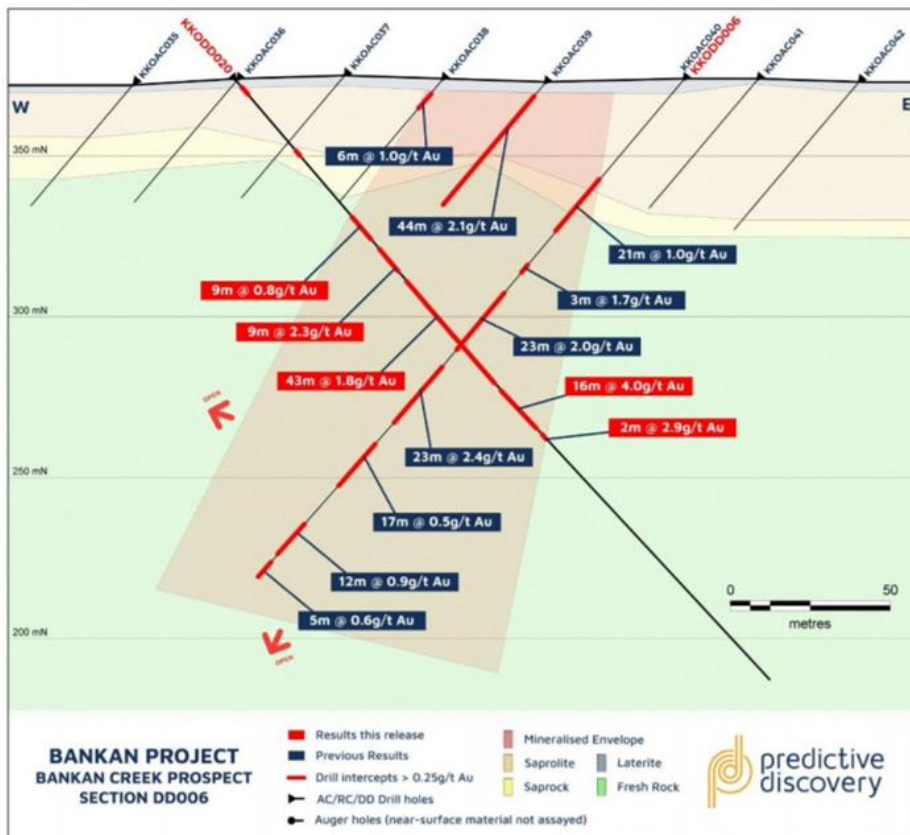 KKOAC035
KKODD020
KKOAC036
KKOAC037
KKOAC038
KKOAC039
KKOAC040
KKODD006
KKOAC041
KKOAC042
W
E
350 mN
6m @ 1.0g/t Au
44m @ 2.1g/t Au
21m @ 1.0g/t Au
9m @ 0.8g/t Au
3m @ 1.7g/t Au
300 mN
9m @ 2.3g/t Au
23m @ 2.0g/t Au
43m @ 1.8g/t Au
16m @ 4.0g/t Au
OPEN
2m @ 2.9g/t Au
23m @ 2.4g/t Au
250 mN
17m @ 0.5g/t Au
12m @ 0.9g/t Au
5m @ 0.6g/t Au
0 50
metres
200 mN
OPEN
BANKAN PROJECT
BANKAN CREEK PROSPECT
SECTION DD006
Results this release
Previous Results
Drill intercepts > 0.25g/t Au
AC/RC/DD Drill holes
Auger holes (near-surface material not assayed)
Mineralised Envelope
Saprolite
Saprock
Laterite
Fresh Rock
predictive
discovery